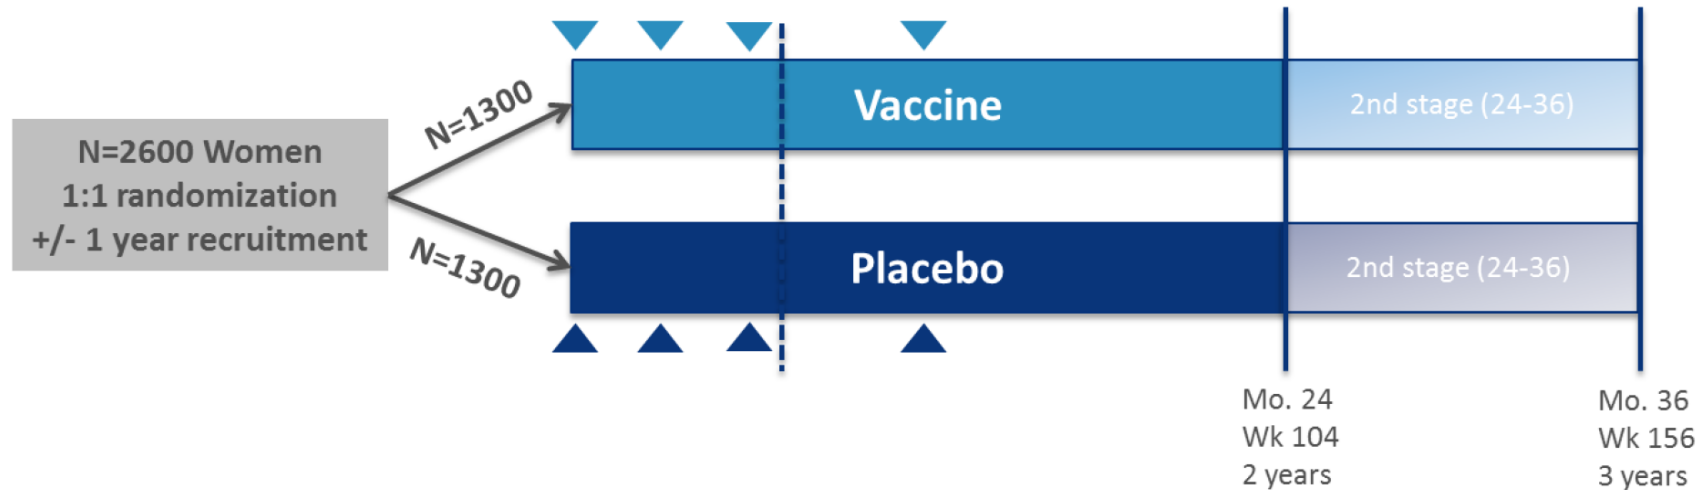 N=2600 Women
1:1 randomization
+/- 1 year recruitment
N=1300
N=1300
Vaccine
2nd stage (24-36)
Placebo
2nd stage (24-36)
Mo. 24
Wk 104
2 years
Mo. 36
Wk 156
3 years